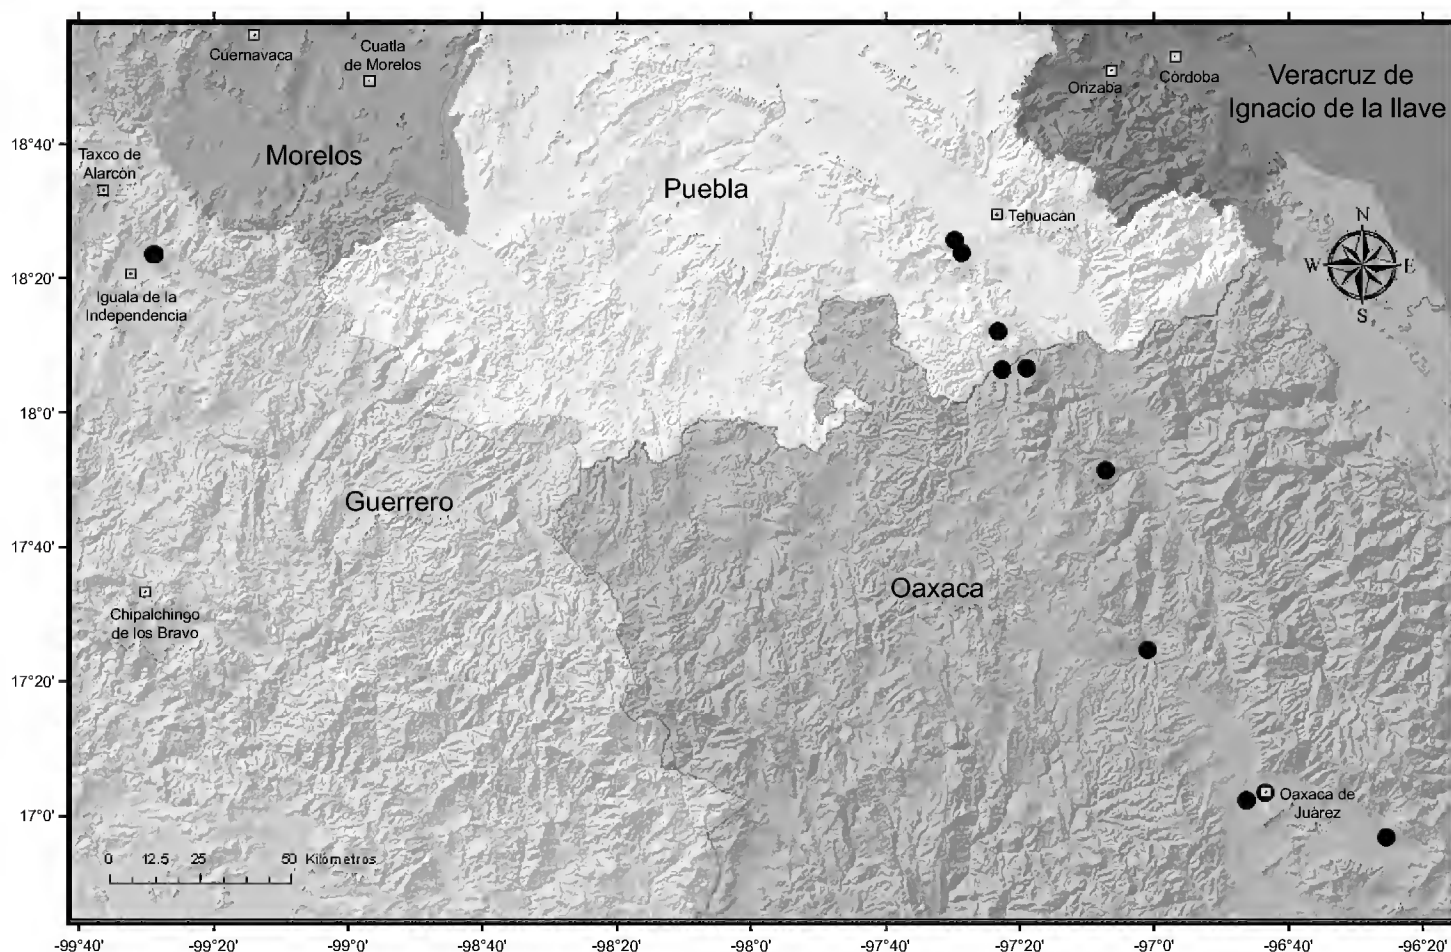 Cuernavaca
Cuatla
de Morelos
Orizaba
Córdoba
Veracruz de
Ignacio de la llave
18°40'
Taxco de
Alarcón
Morelos
Puebla
Tehuacán
N
W
E
S
18°20'
Iguala de la
Independencia
18°0'
Guerrero
17°40'
Oaxaca
Chipalchingo
de los Bravo
17°20'
17°0'
Oaxaca de
Juárez
0 12.5 25 50 Kilómetros
-99°40' -99°20' -99°0' -98°40' -98°20' -98°0' -97°40' -97°20' -97°0' -96°40' -96°20'